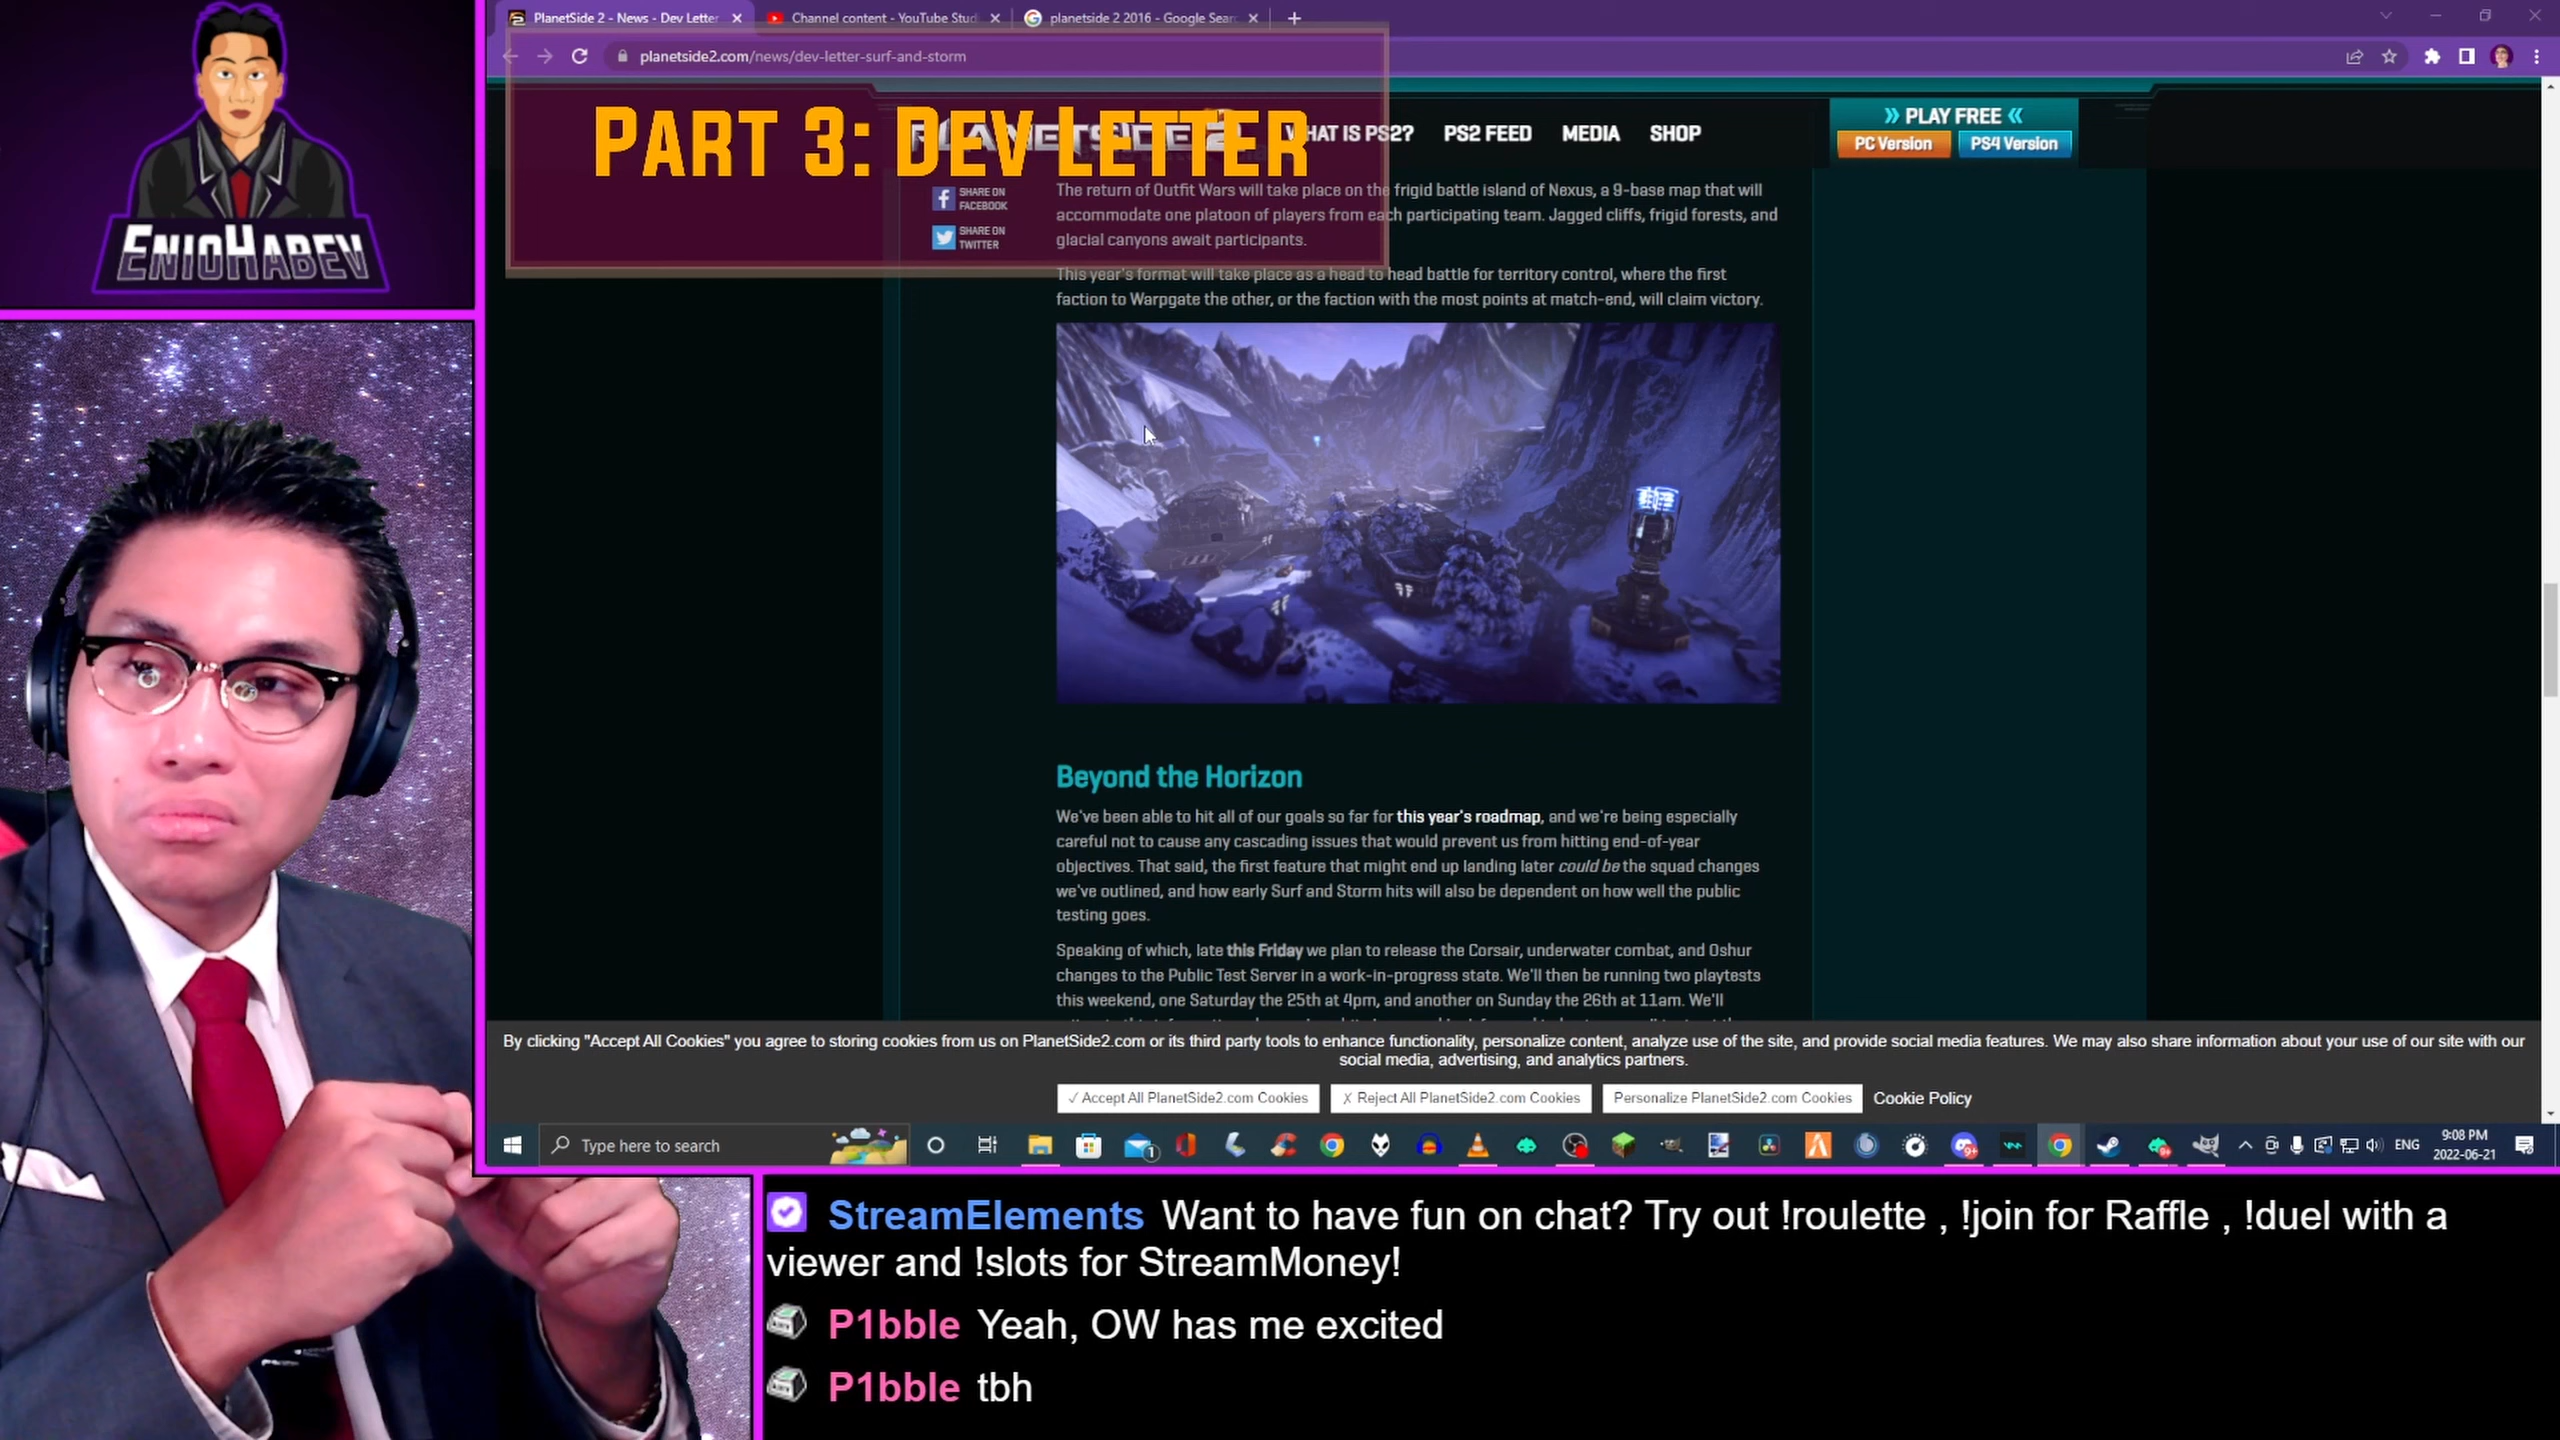 PlanetSide 2 - News - Dev Letter
Channel content - YouTube Stud
planetside 2 2016 - Google Sear
planetside2.com/news/dev-letter-surf-and-storm
Part 3: Dev Letter
PLANETSIDE 2
WHAT IS PS2?
PS2 FEED
MEDIA
SHOP
PLAY FREE
PC Version
PS4 Version
SHARE ON
FACEBOOK
SHARE ON
TWITTER
The return of Outfit Wars will take place on the frigid battle island of Nexus, a 9-base map that will
accommodate one platoon of players from each participating team. Jagged cliffs, frigid forests, and
glacial canyons await participants.
This year's format will take place as a head to head battle for territory control, where the first
faction to Warpgate the other, or the faction with the most points at match-end, will claim victory.
Beyond the Horizon
We've been able to hit all of our goals so far for this year's roadmap, and we're being especially
careful not to cause any cascading issues that would prevent us from hitting end-of-year
objectives. That said, the first feature that might end up landing later could be the squad changes
we've outlined, and how early Surf and Storm hits will also be dependent on how well the public
testing goes.
Speaking of which, late this Friday we plan to release the Corsair, underwater combat, and Oshur
changes to the Public Test Server in a work-in-progress state. We'll then be running two playtests
this weekend, one Saturday the 25th at 4pm, and another on Sunday the 26th at 11am. We'll
By clicking "Accept All Cookies" you agree to storing cookies from us on PlanetSide2.com or its third party tools to enhance functionality, personalize content, analyze use of the site, and provide social media features. We may also share information about your use of our site with our
social media, advertising, and analytics partners.
✓ Accept All PlanetSide2.com Cookies
✗ Reject All PlanetSide2.com Cookies
Personalize PlanetSide2.com Cookies
Cookie Policy
Type here to search
ENG
9:08 PM
2022-06-21
EnioHabev
StreamElements Want to have fun on chat? Try out !roulette , !join for Raffle , !duel with a
viewer and !slots for StreamMoney!
P1bble Yeah, OW has me excited
P1bble tbh